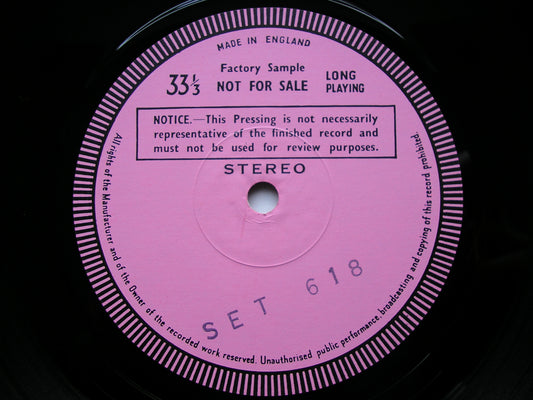 MADE IN ENGLAND
Factory Sample
33⅓ NOT FOR SALE LONG PLAYING
NOTICE.—This Pressing is not necessarily
representative of the finished record and
must not be used for review purposes.
STEREO
SET 618
All rights of the Manufacturer and of the Owner of the recorded work reserved. Unauthorised public performance, broadcasting and copying of this record prohibited.